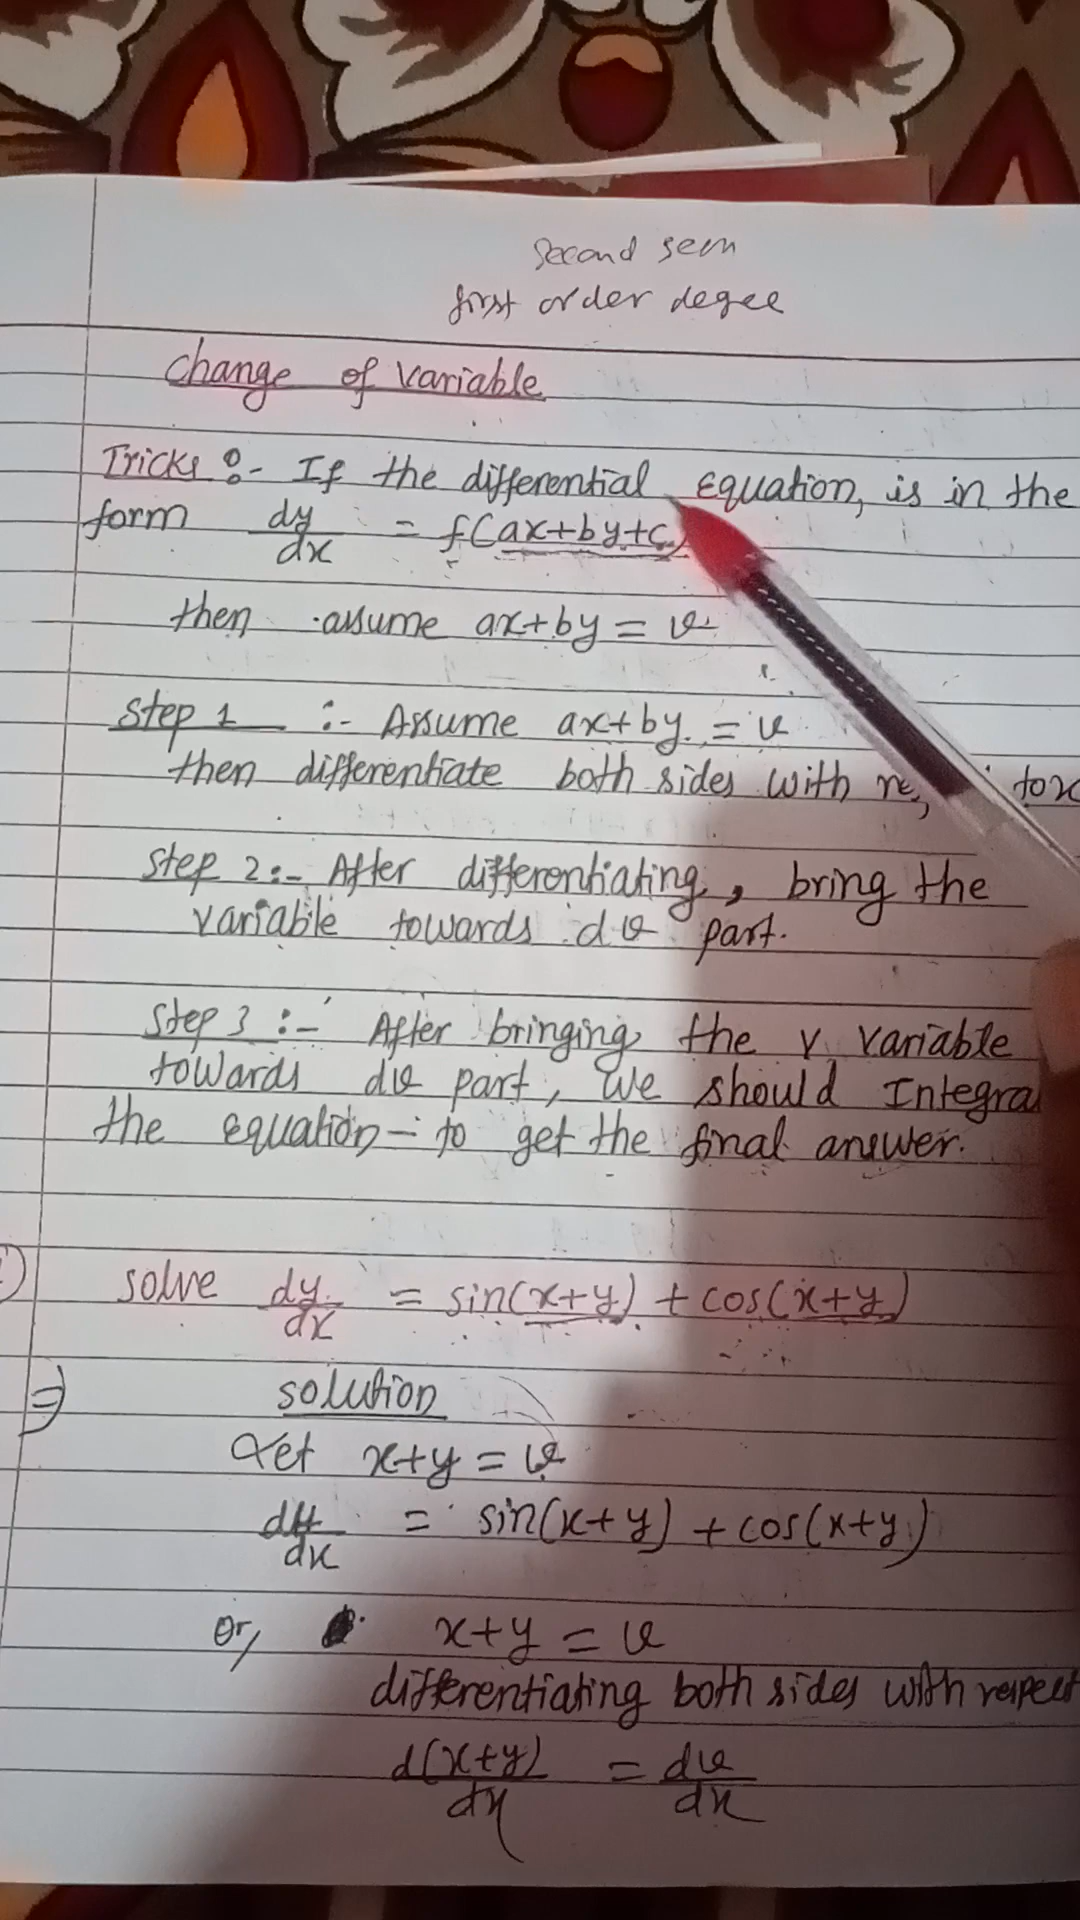 second sem
first order degee
Change of variable
Tricks :- If the differential Equation, is in the
form dy/dx = f(ax+by+c)
then assume ax+by = v
Step 1 :- Assume ax+by = v
then differentiate both sides with to x
Step 2:- After differentiating, bring the
variable towards dv part.
Step 3 :- After bringing the v variable
towards dv part, we should Integra
the equation to get the final answer.
solve dy/dx = sin(x+y) + cos(x+y)
⇒ solution
Let x+y = v
dy/dx = sin(x+y) + cos(x+y)
or, x+y = v
differentiating both sides with respect
d(x+y)/dx = dv/dx